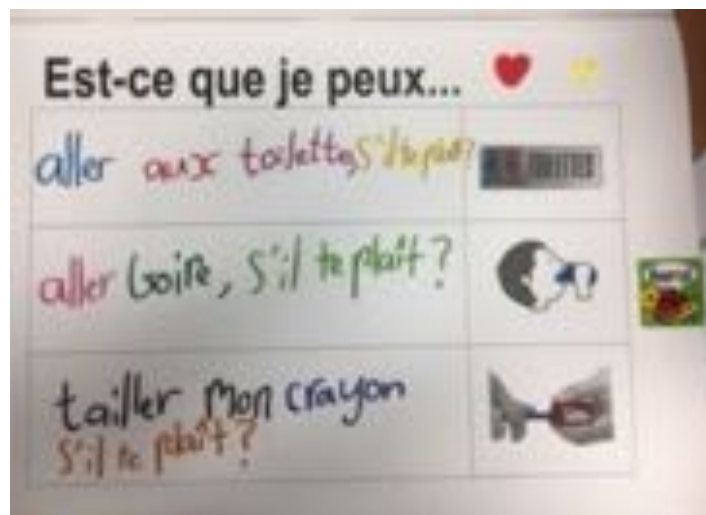 Est-ce que je peux...
aller aux toilettes, S'il te plaît?
TOILETTES
aller boire, s'il te plaît?
tailler mon crayon
s'il te plaît?